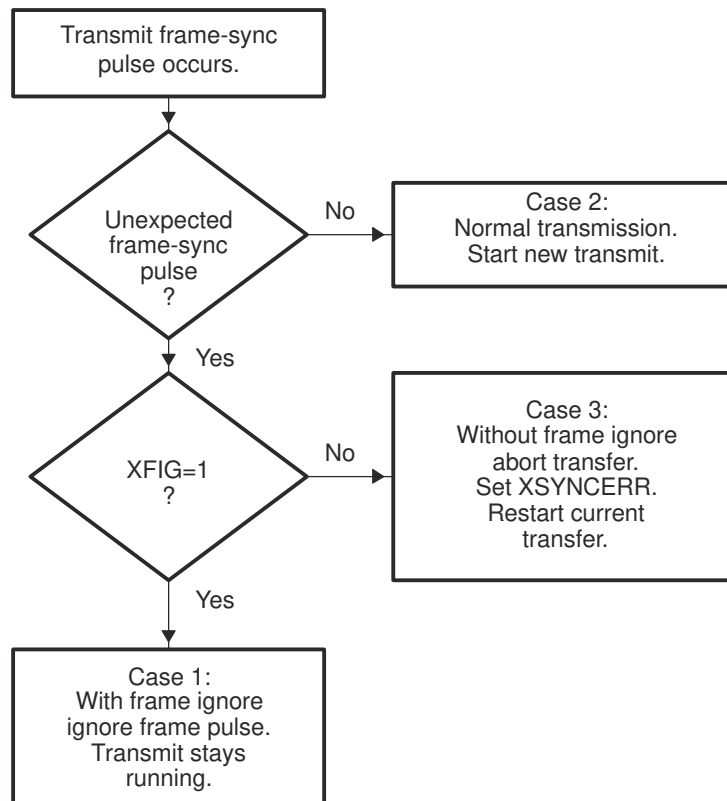 Transmit frame-sync
pulse occurs.
Unexpected
frame-sync
pulse
?
No
Case 2:
Normal transmission.
Start new transmit.
Yes
XFIG=1
?
No
Case 3:
Without frame ignore
abort transfer.
Set XSYNCERR.
Restart current
transfer.
Yes
Case 1:
With frame ignore
ignore frame pulse.
Transmit stays
running.